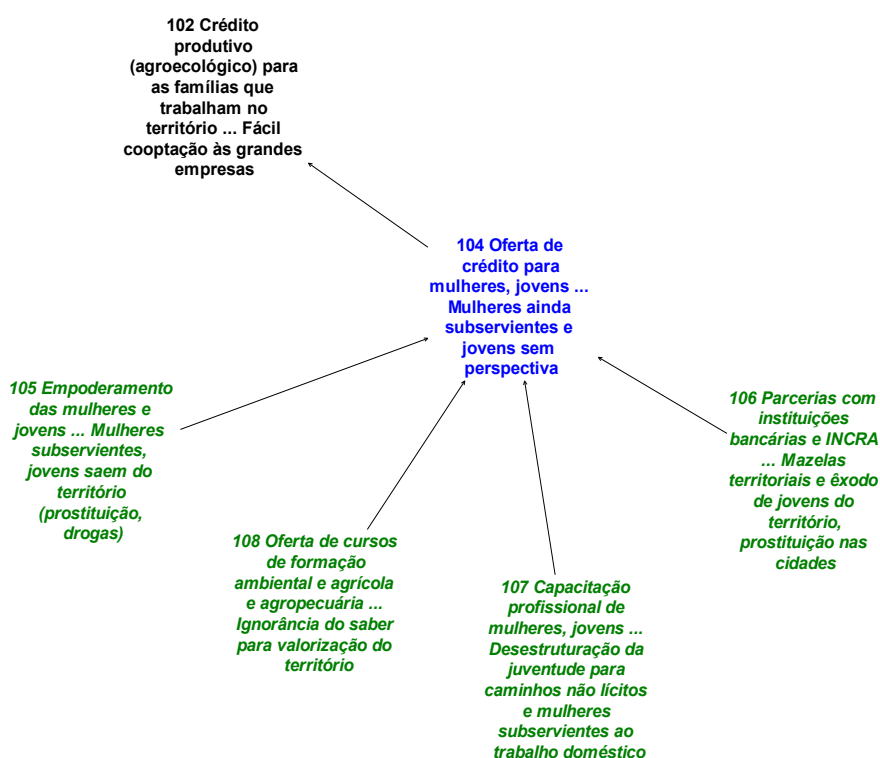 102 Crédito
produtivo
(agroecológico) para
as famílias que
trabalham no
território ... Fácil
cooptação às grandes
empresas
104 Oferta de
crédito para
mulheres, jovens ...
Mulheres ainda
subservientes e
jovens sem
perspectiva
105 Empoderamento
das mulheres e
jovens ... Mulheres
subservientes,
jovens saem do
território
(prostituição,
drogas)
106 Parcerias com
instituições
bancárias e INCRA
... Mazelas
territoriais e êxodo
de jovens do
território,
prostituição nas
cidades
108 Oferta de cursos
de formação
ambiental e agrícola
e agropecuária ...
Ignorância do saber
para valorização do
território
107 Capacitação
profissional de
mulheres, jovens ...
Desestruturação da
juventude para
caminhos não lícitos
e mulheres
subservientes ao
trabalho doméstico